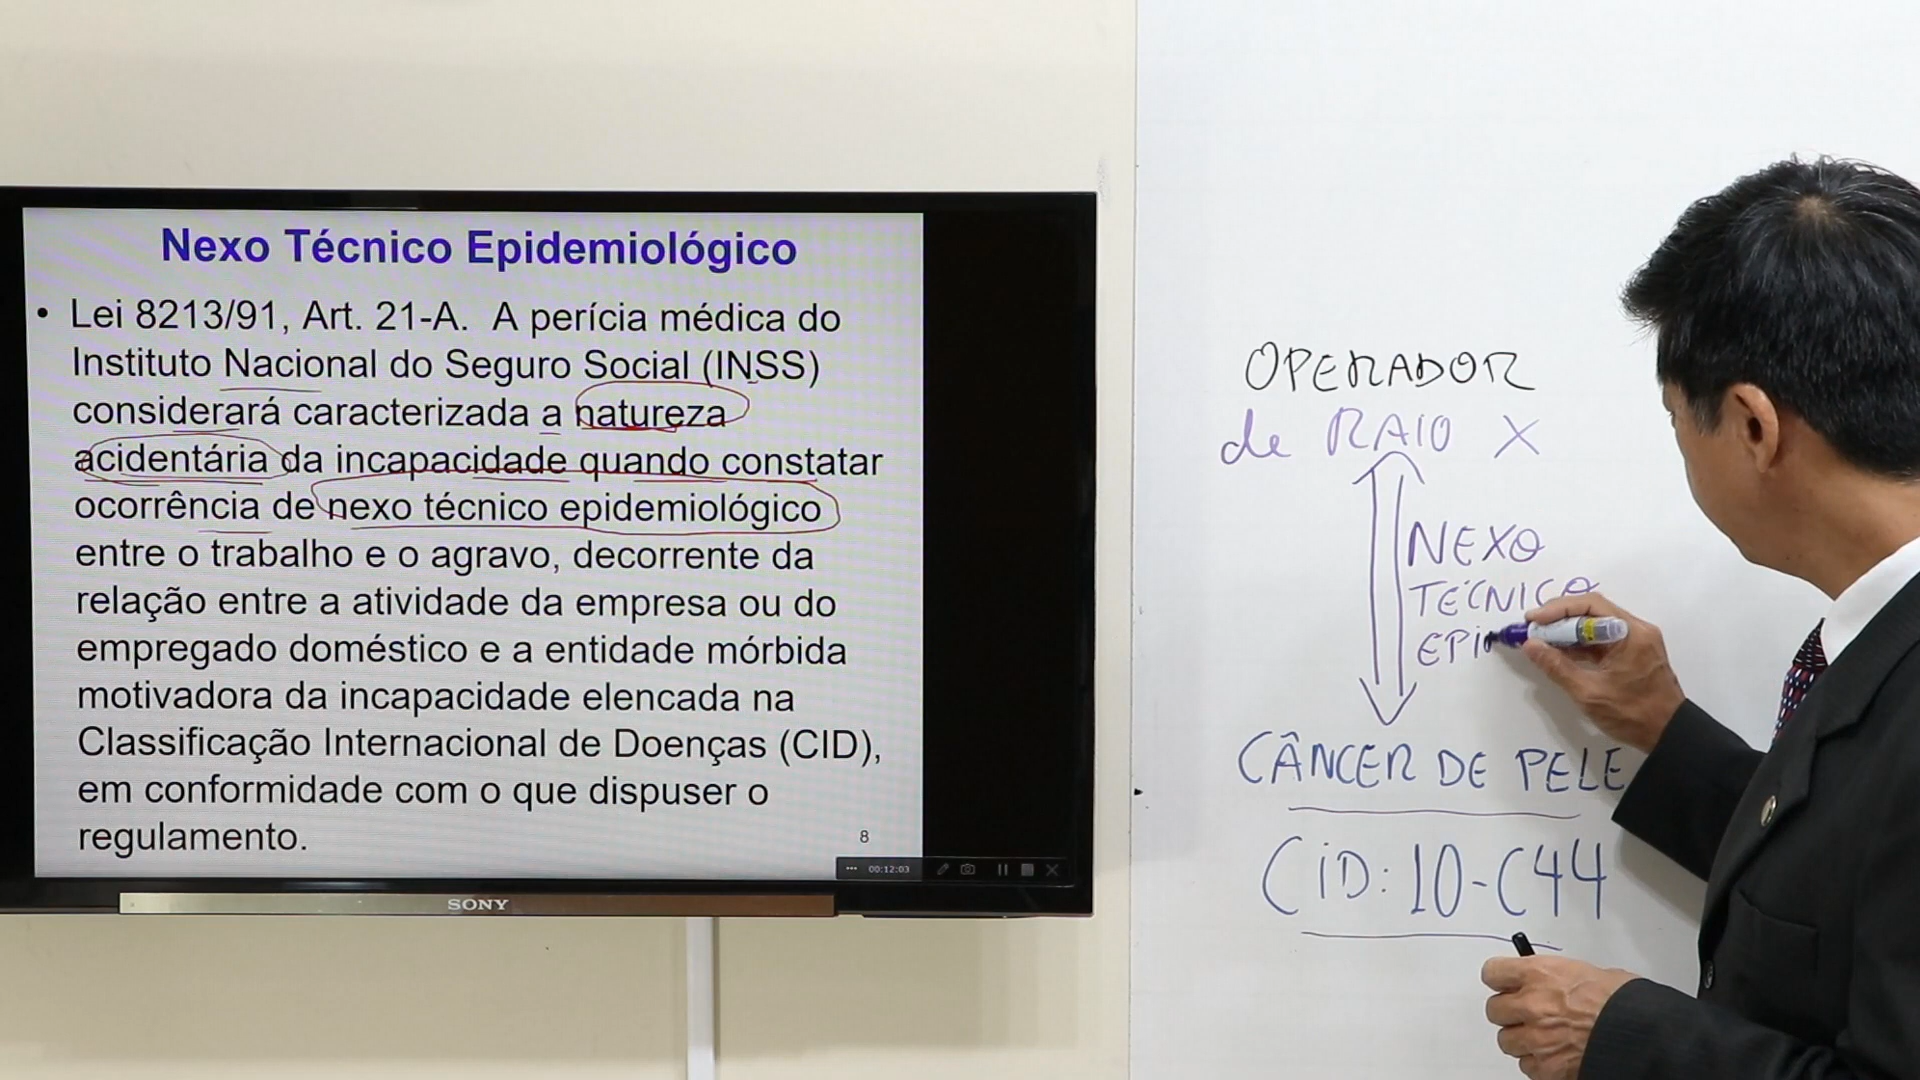 Nexo Técnico Epidemiológico
• Lei 8213/91, Art. 21-A. A perícia médica do
Instituto Nacional do Seguro Social (INSS)
considerará caracterizada a natureza
acidentária da incapacidade quando constatar
ocorrência de nexo técnico epidemiológico
entre o trabalho e o agravo, decorrente da
relação entre a atividade da empresa ou do
empregado doméstico e a entidade mórbida
motivadora da incapacidade elencada na
Classificação Internacional de Doenças (CID),
em conformidade com o que dispuser o
regulamento.
8
00:12:03
SONY
OPERADOR
de RAIO X
NEXO
TÉCNICO
EPI
CÂNCER DE PELE
CID: 10-C44